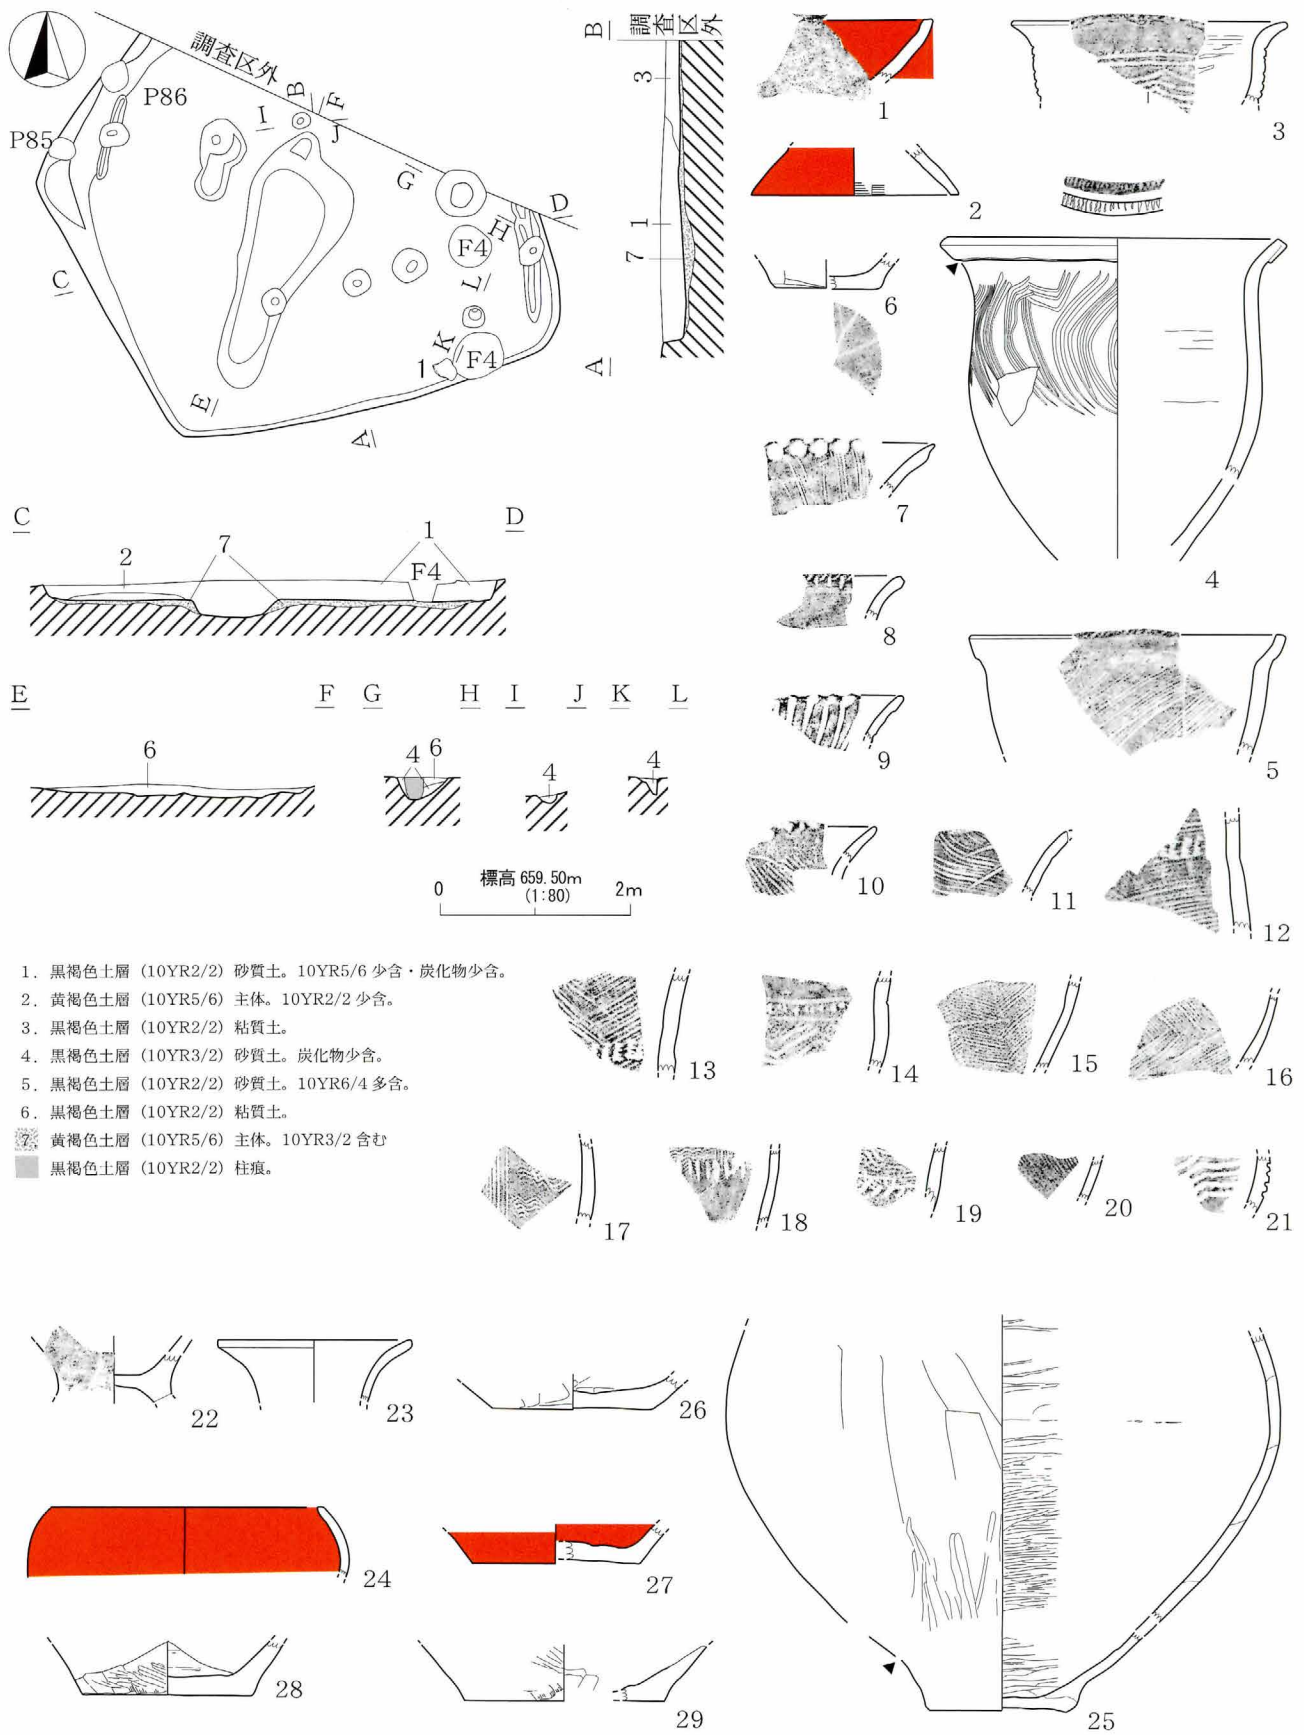 調査区外
P86
P85
I
B
F
J
G
D
H
F4
C
L
K
1
F4
E
A
B
調査区外
3
1
7
A
1
2
3
6
4
7
8
5
9
10
11
12
C
D
2
7
1
F4
E
F
G
H
I
J
K
L
6
4
6
4
4
標高 659.50m
0
(1:80)
2m
1. 黒褐色土層（10YR2/2）砂質土。10YR5/6 少含・炭化物少含。
2. 黄褐色土層（10YR5/6）主体。10YR2/2 少含。
3. 黒褐色土層（10YR2/2）粘質土。
4. 黒褐色土層（10YR3/2）砂質土。炭化物少含。
5. 黒褐色土層（10YR2/2）砂質土。10YR6/4 多含。
6. 黒褐色土層（10YR2/2）粘質土。
7. 黄褐色土層（10YR5/6）主体。10YR3/2 含む
黒褐色土層（10YR2/2）柱痕。
13
14
15
16
17
18
19
20
21
22
23
26
24
27
28
29
25